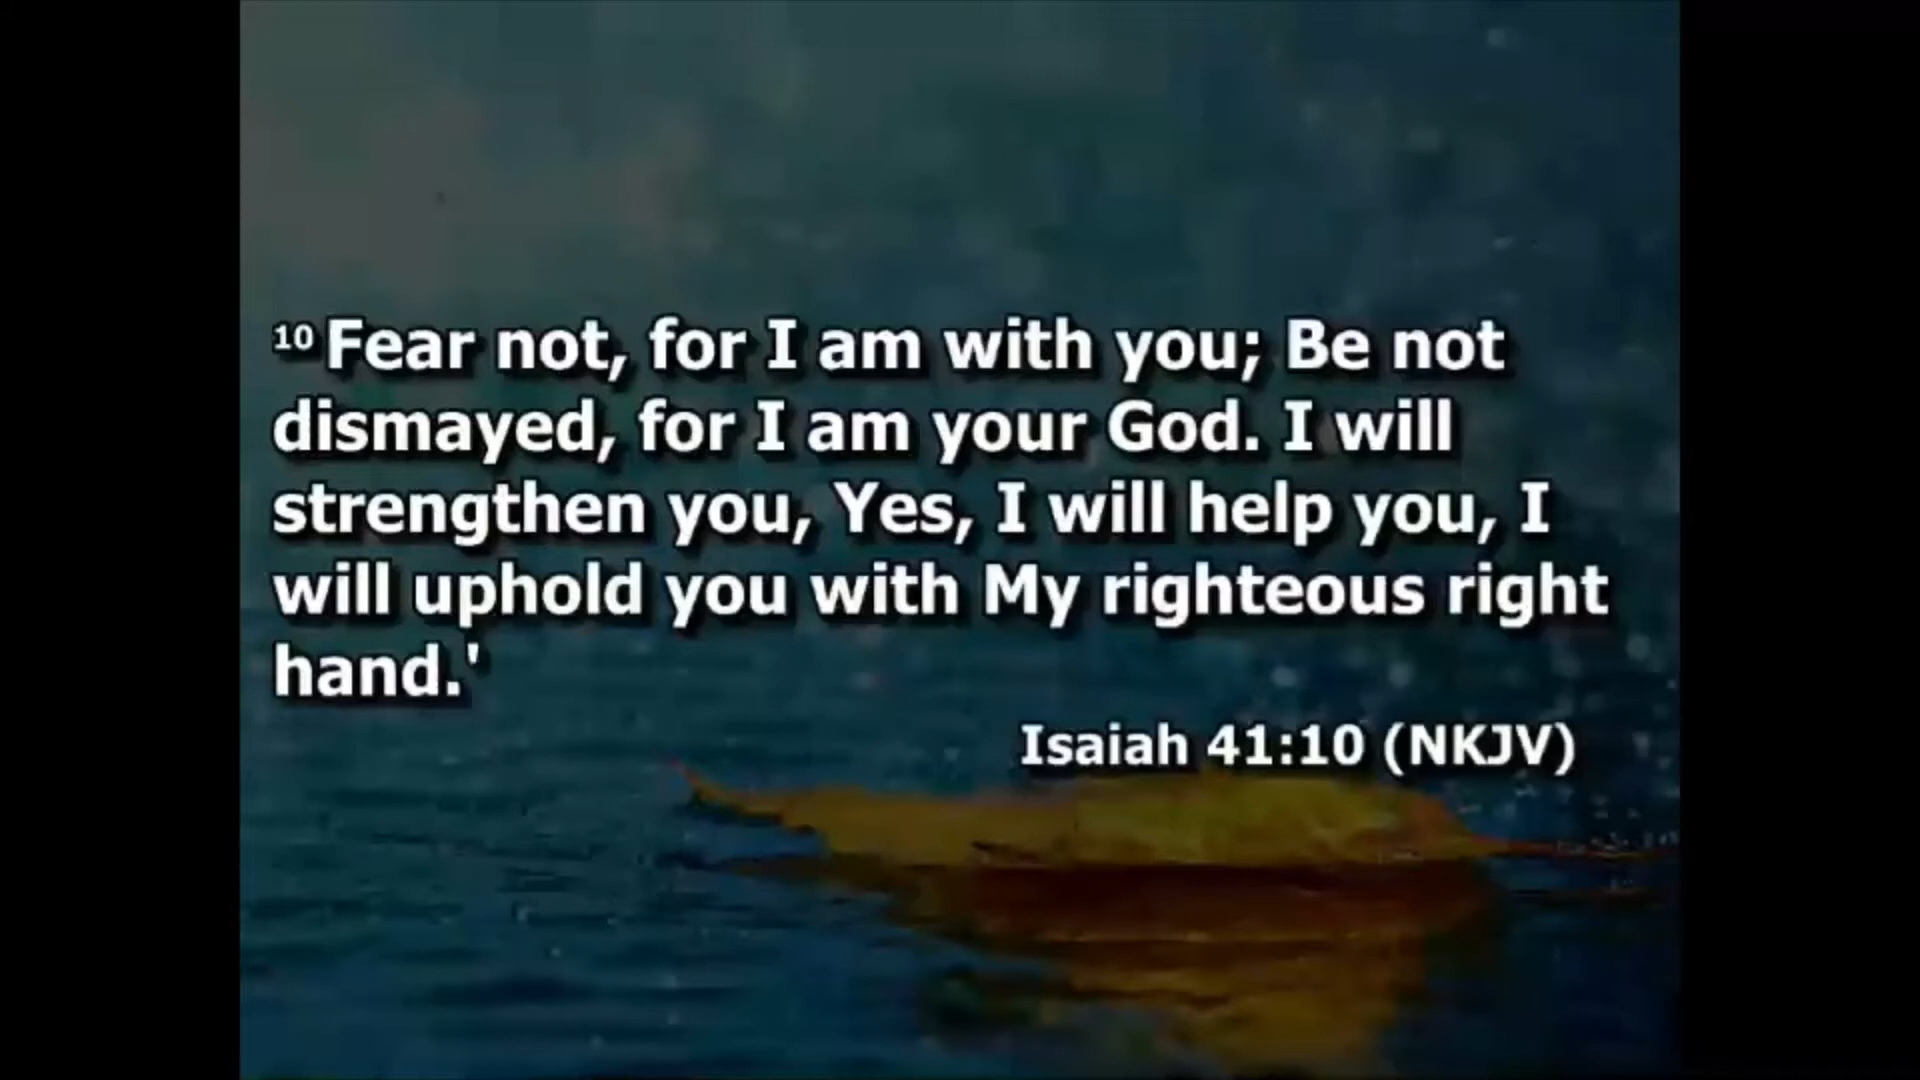 10 Fear not, for I am with you; Be not
dismayed, for I am your God. I will
strengthen you, Yes, I will help you, I
will uphold you with My righteous right
hand.'
Isaiah 41:10 (NKJV)